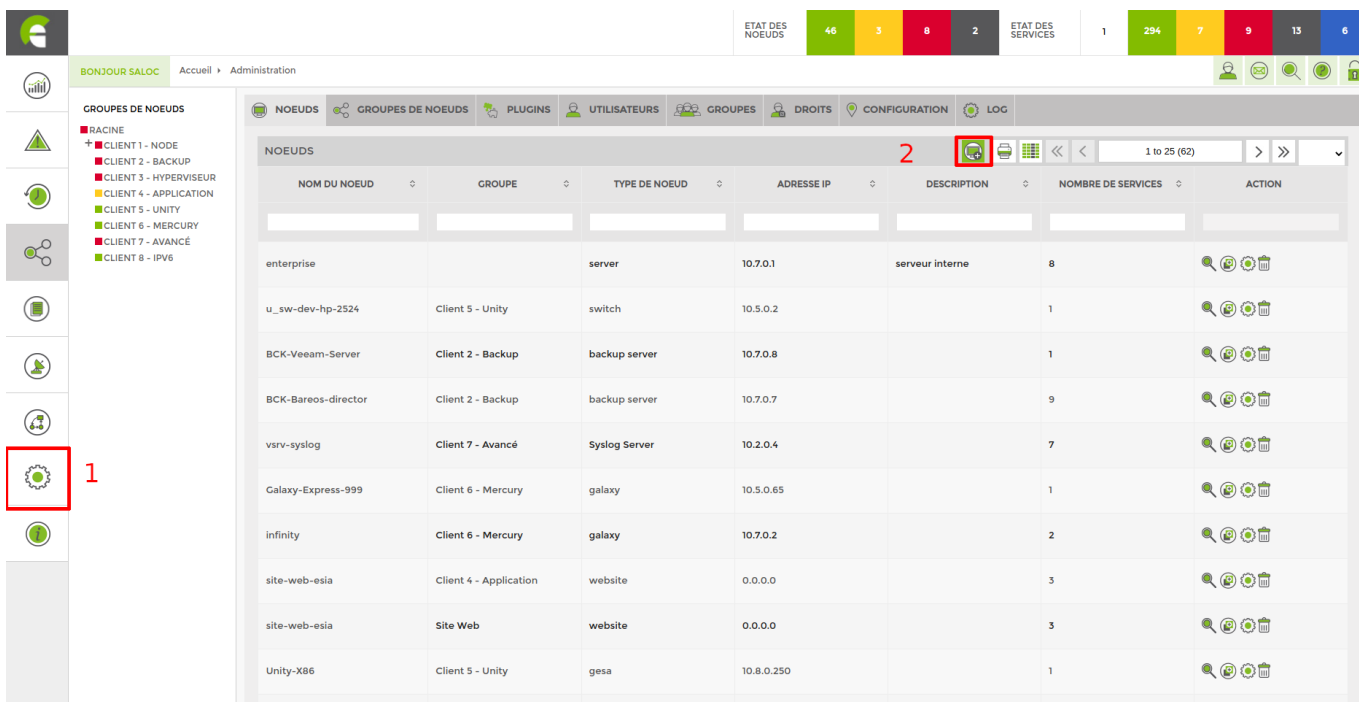 ETAT DES NOEUDS 46 3 8 2 ETAT DES SERVICES 1 294 7 9 13 6
BONJOUR SALOC Accueil Administration
GROUPES DE NOEUDS
RACINE
+ CLIENT 1 - NODE
CLIENT 2 - BACKUP
CLIENT 3 - HYPERVISEUR
CLIENT 4 - APPLICATION
CLIENT 5 - UNITY
CLIENT 6 - MERCURY
CLIENT 7 - AVANCÉ
CLIENT 8 - IPV6
1
NOEUDS GROUPES DE NOEUDS PLUGINS UTILISATEURS GROUPES DROITS CONFIGURATION LOG
NOEUDS 2 1 to 25 (62)
NOM DU NOEUD GROUPE TYPE DE NOEUD ADRESSE IP DESCRIPTION NOMBRE DE SERVICES ACTION
enterprise server 10.7.0.1 serveur interne 8
u_sw-dev-hp-2524 Client 5 - Unity switch 10.5.0.2 1
BCK-Veeam-Server Client 2 - Backup backup server 10.7.0.8 1
BCK-Bareos-director Client 2 - Backup backup server 10.7.0.7 9
vsrv-syslog Client 7 - Avancé Syslog Server 10.2.0.4 7
Galaxy-Express-999 Client 6 - Mercury galaxy 10.5.0.65 1
infinity Client 6 - Mercury galaxy 10.7.0.2 2
site-web-esia Client 4 - Application website 0.0.0.0 3
site-web-esia Site Web website 0.0.0.0 3
Unity-X86 Client 5 - Unity gesa 10.8.0.250 1